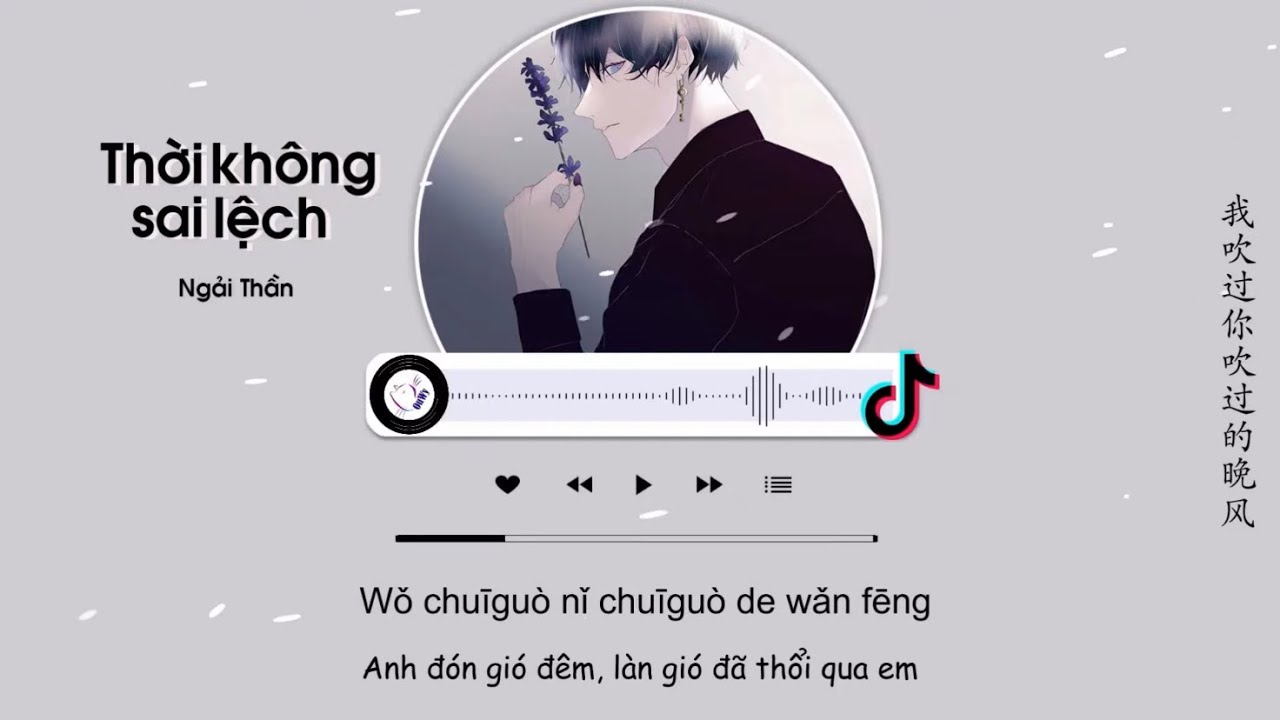 Thời không
sai lệch
Ngải Thần
我吹过你吹过的晚风
OnWy
Wǒ chuīguò nǐ chuīguò de wǎn fēng
Anh đón gió đêm, làn gió đã thổi qua em